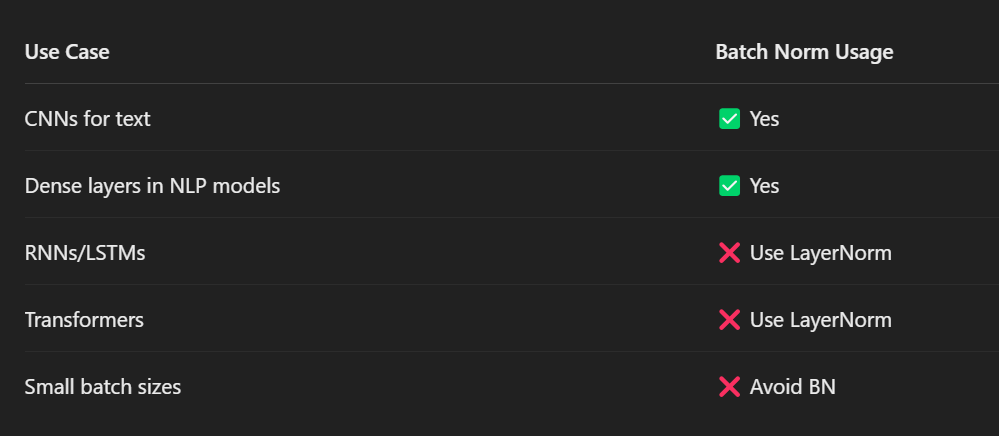 Use Case Batch Norm Usage
CNNs for text ✅ Yes
Dense layers in NLP models ✅ Yes
RNNs/LSTMs ❌ Use LayerNorm
Transformers ❌ Use LayerNorm
Small batch sizes ❌ Avoid BN